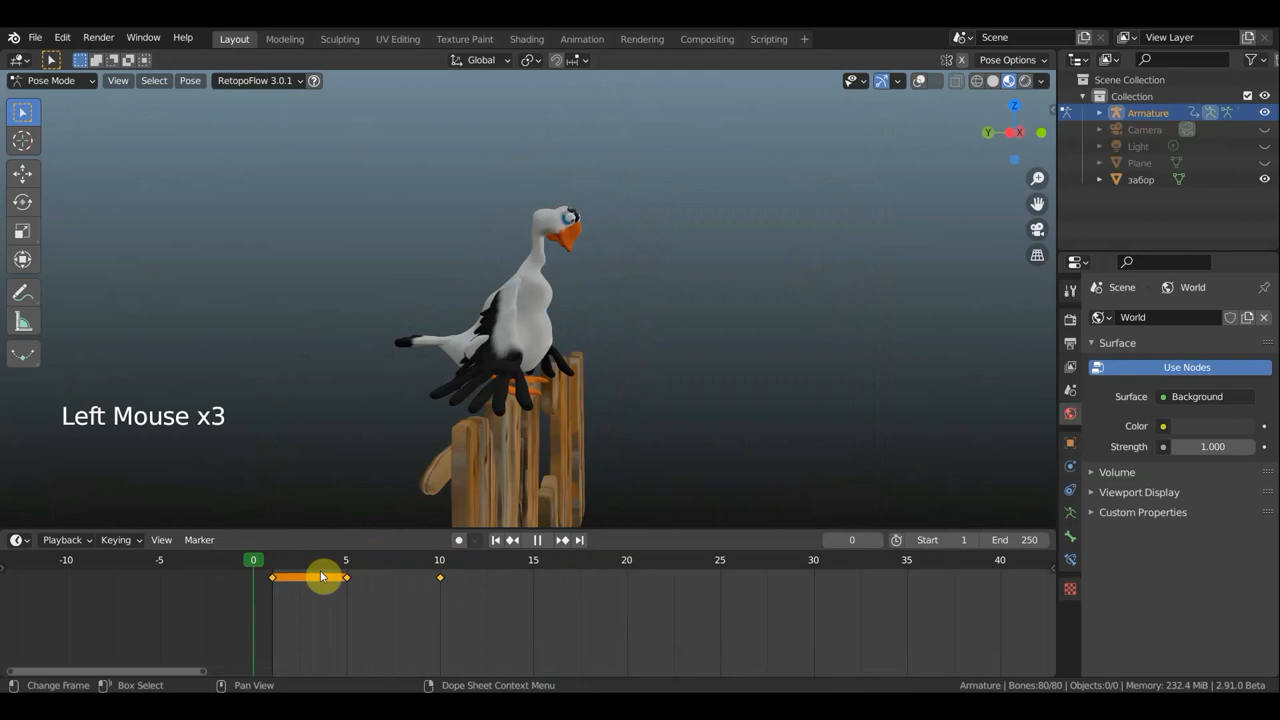 File Edit Render Window Help Layout Modeling Sculpting UV Editing Texture Paint Shading Animation Rendering Compositing Scripting + Scene View Layer
Global X Pose Options
Pose Mode View Select Pose RetopoFlow 3.0.1
Scene Collection
Collection
Armature
Camera
Light
Plane
забор
Z
Y X
Scene World
World
Surface
Use Nodes
Surface Background
Color
Strength 1.000
Volume
Viewport Display
Custom Properties
Left Mouse x3
Playback Keying View Marker 0 Start 1 End 250
-10 -5 0 5 10 15 20 25 30 35 40
Change Frame Box Select Pan View Dope Sheet Context Menu Armature | Bones:80/80 | Objects:0/0 | Memory: 232.4 MiB | 2.91.0 Beta